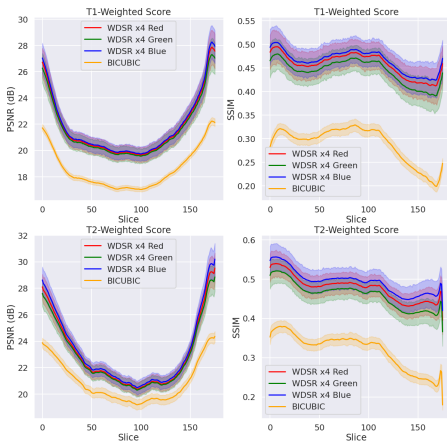 T1-Weighted Score
PSNR (dB)
30
28
26
24
22
20
18
WDSR x4 Red
WDSR x4 Green
WDSR x4 Blue
BICUBIC
0
50
100
150
Slice
T1-Weighted Score
SSIM
0.55
0.50
0.45
0.40
0.35
0.30
0.25
0.20
WDSR x4 Red
WDSR x4 Green
WDSR x4 Blue
BICUBIC
0
50
100
150
Slice
T2-Weighted Score
PSNR (dB)
32
30
28
26
24
22
20
WDSR x4 Red
WDSR x4 Green
WDSR x4 Blue
BICUBIC
0
50
100
150
Slice
T2-Weighted Score
SSIM
0.6
0.5
0.4
0.3
0.2
WDSR x4 Red
WDSR x4 Green
WDSR x4 Blue
BICUBIC
0
50
100
150
Slice